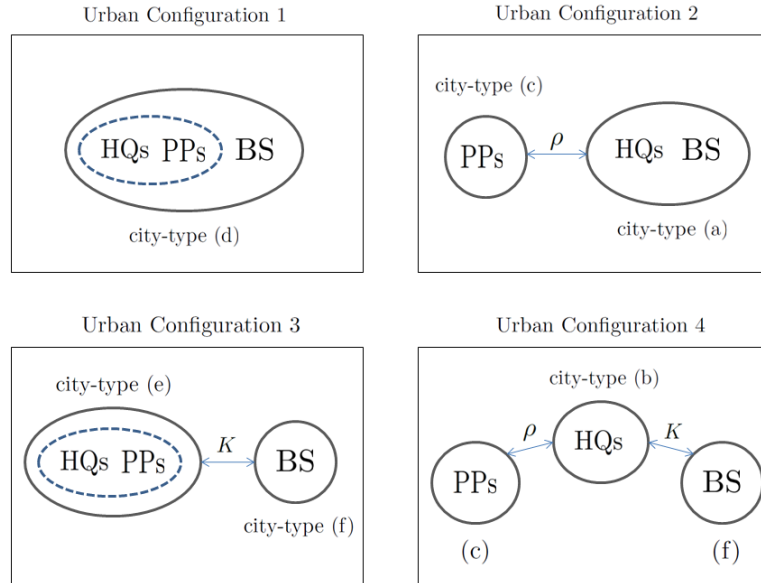 Urban Configuration 1
HQs PPs BS
city-type (d)
Urban Configuration 2
city-type (c)
PPs ρ HQs BS
city-type (a)
Urban Configuration 3
city-type (e)
HQs PPs K BS
city-type (f)
Urban Configuration 4
city-type (b)
ρ HQs K
PPs BS
(c) (f)